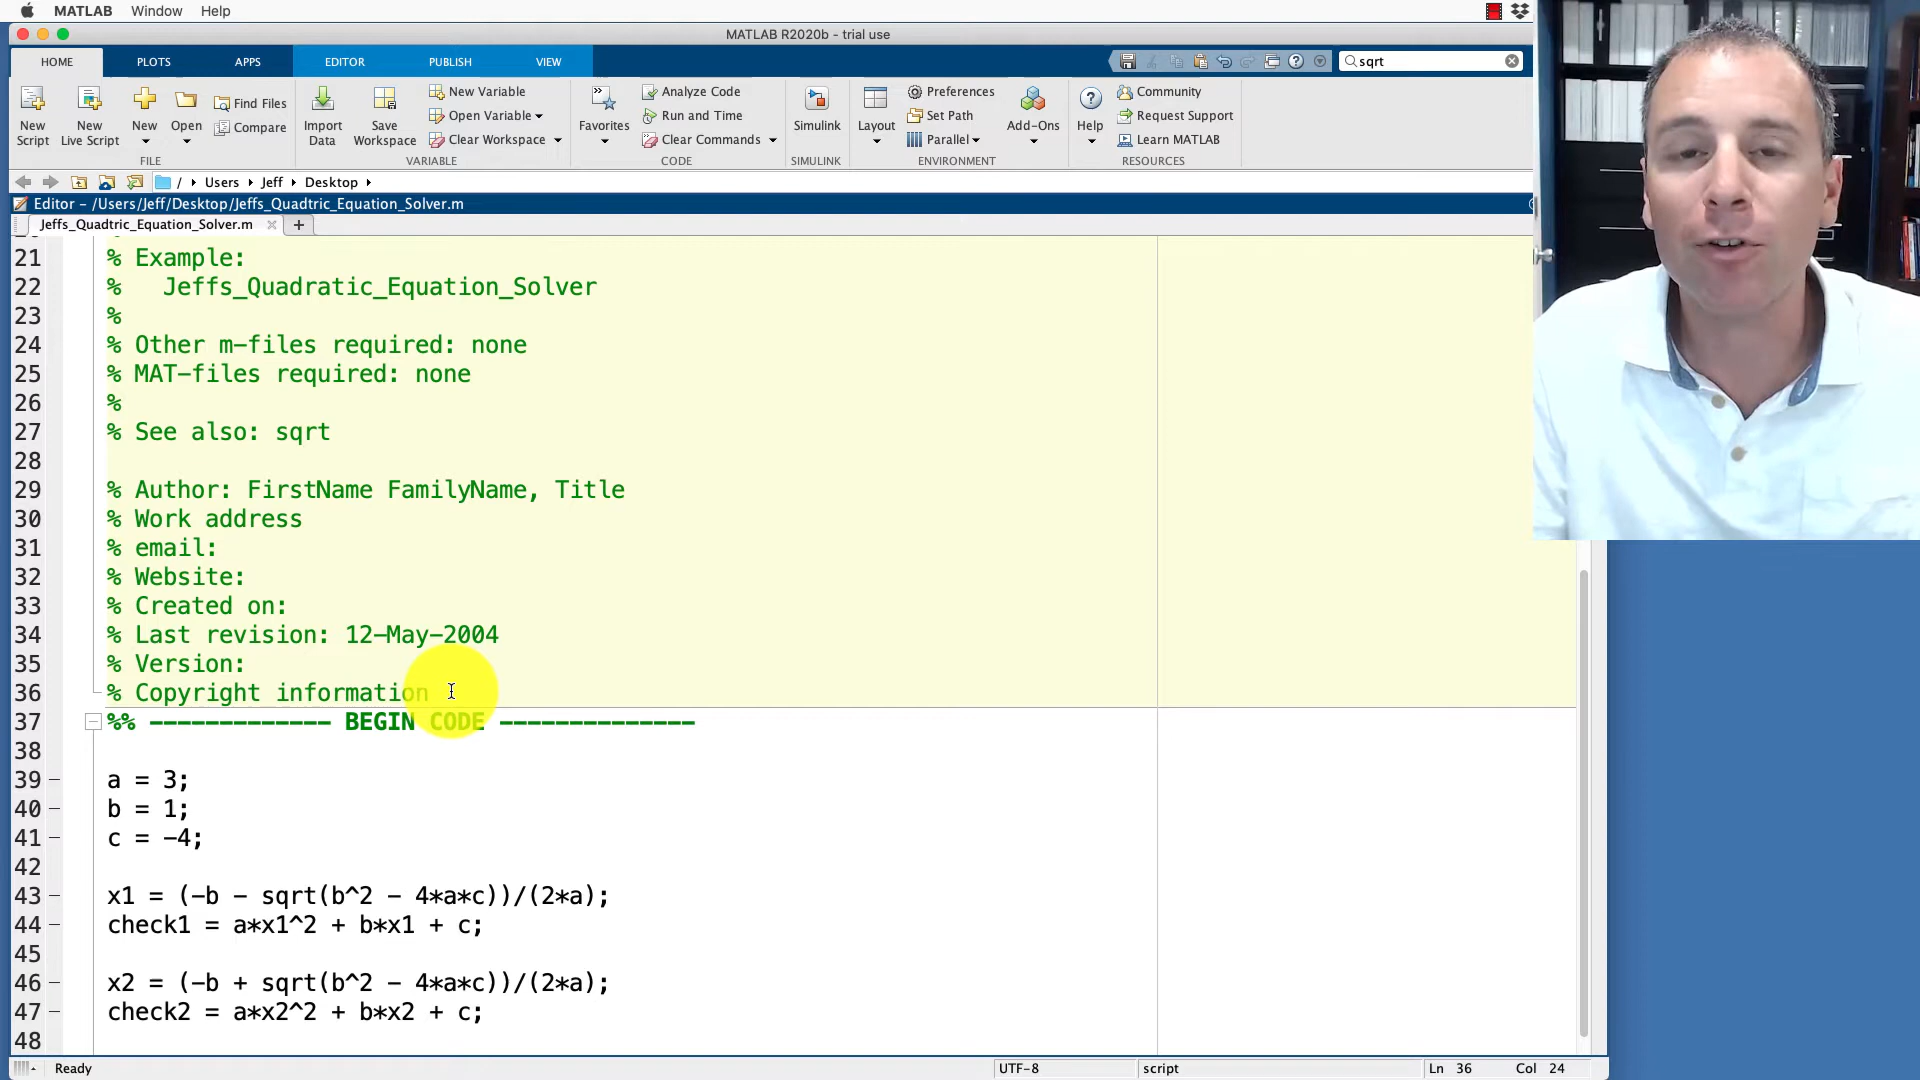 MATLAB Window Help
MATLAB R2020b - trial use
HOME PLOTS APPS EDITOR PUBLISH VIEW sqrt
New Script
New Live Script
New
Open
Find Files
Compare
FILE
Import Data
Save Workspace
New Variable
Open Variable
Clear Workspace
VARIABLE
Favorites
Analyze Code
Run and Time
Clear Commands
CODE
Simulink
SIMULINK
Layout
Preferences
Set Path
Parallel
Add-Ons
ENVIRONMENT
Help
Community
Request Support
Learn MATLAB
RESOURCES
/ Users Jeff Desktop
Editor - /Users/Jeff/Desktop/Jeffs_Quadtric_Equation_Solver.m
Jeffs_Quadtric_Equation_Solver.m
21 % Example:
22 % Jeffs_Quadratic_Equation_Solver
23 %
24 % Other m-files required: none
25 % MAT-files required: none
26 %
27 % See also: sqrt
28
29 % Author: FirstName FamilyName, Title
30 % Work address
31 % email:
32 % Website:
33 % Created on:
34 % Last revision: 12-May-2004
35 % Version:
36 % Copyright information
37 %% ------------- BEGIN CODE --------------
38
39 a = 3;
40 b = 1;
41 c = -4;
42
43 x1 = (-b - sqrt(b^2 - 4*a*c))/(2*a);
44 check1 = a*x1^2 + b*x1 + c;
45
46 x2 = (-b + sqrt(b^2 - 4*a*c))/(2*a);
47 check2 = a*x2^2 + b*x2 + c;
48
Ready UTF-8 script Ln 36 Col 24